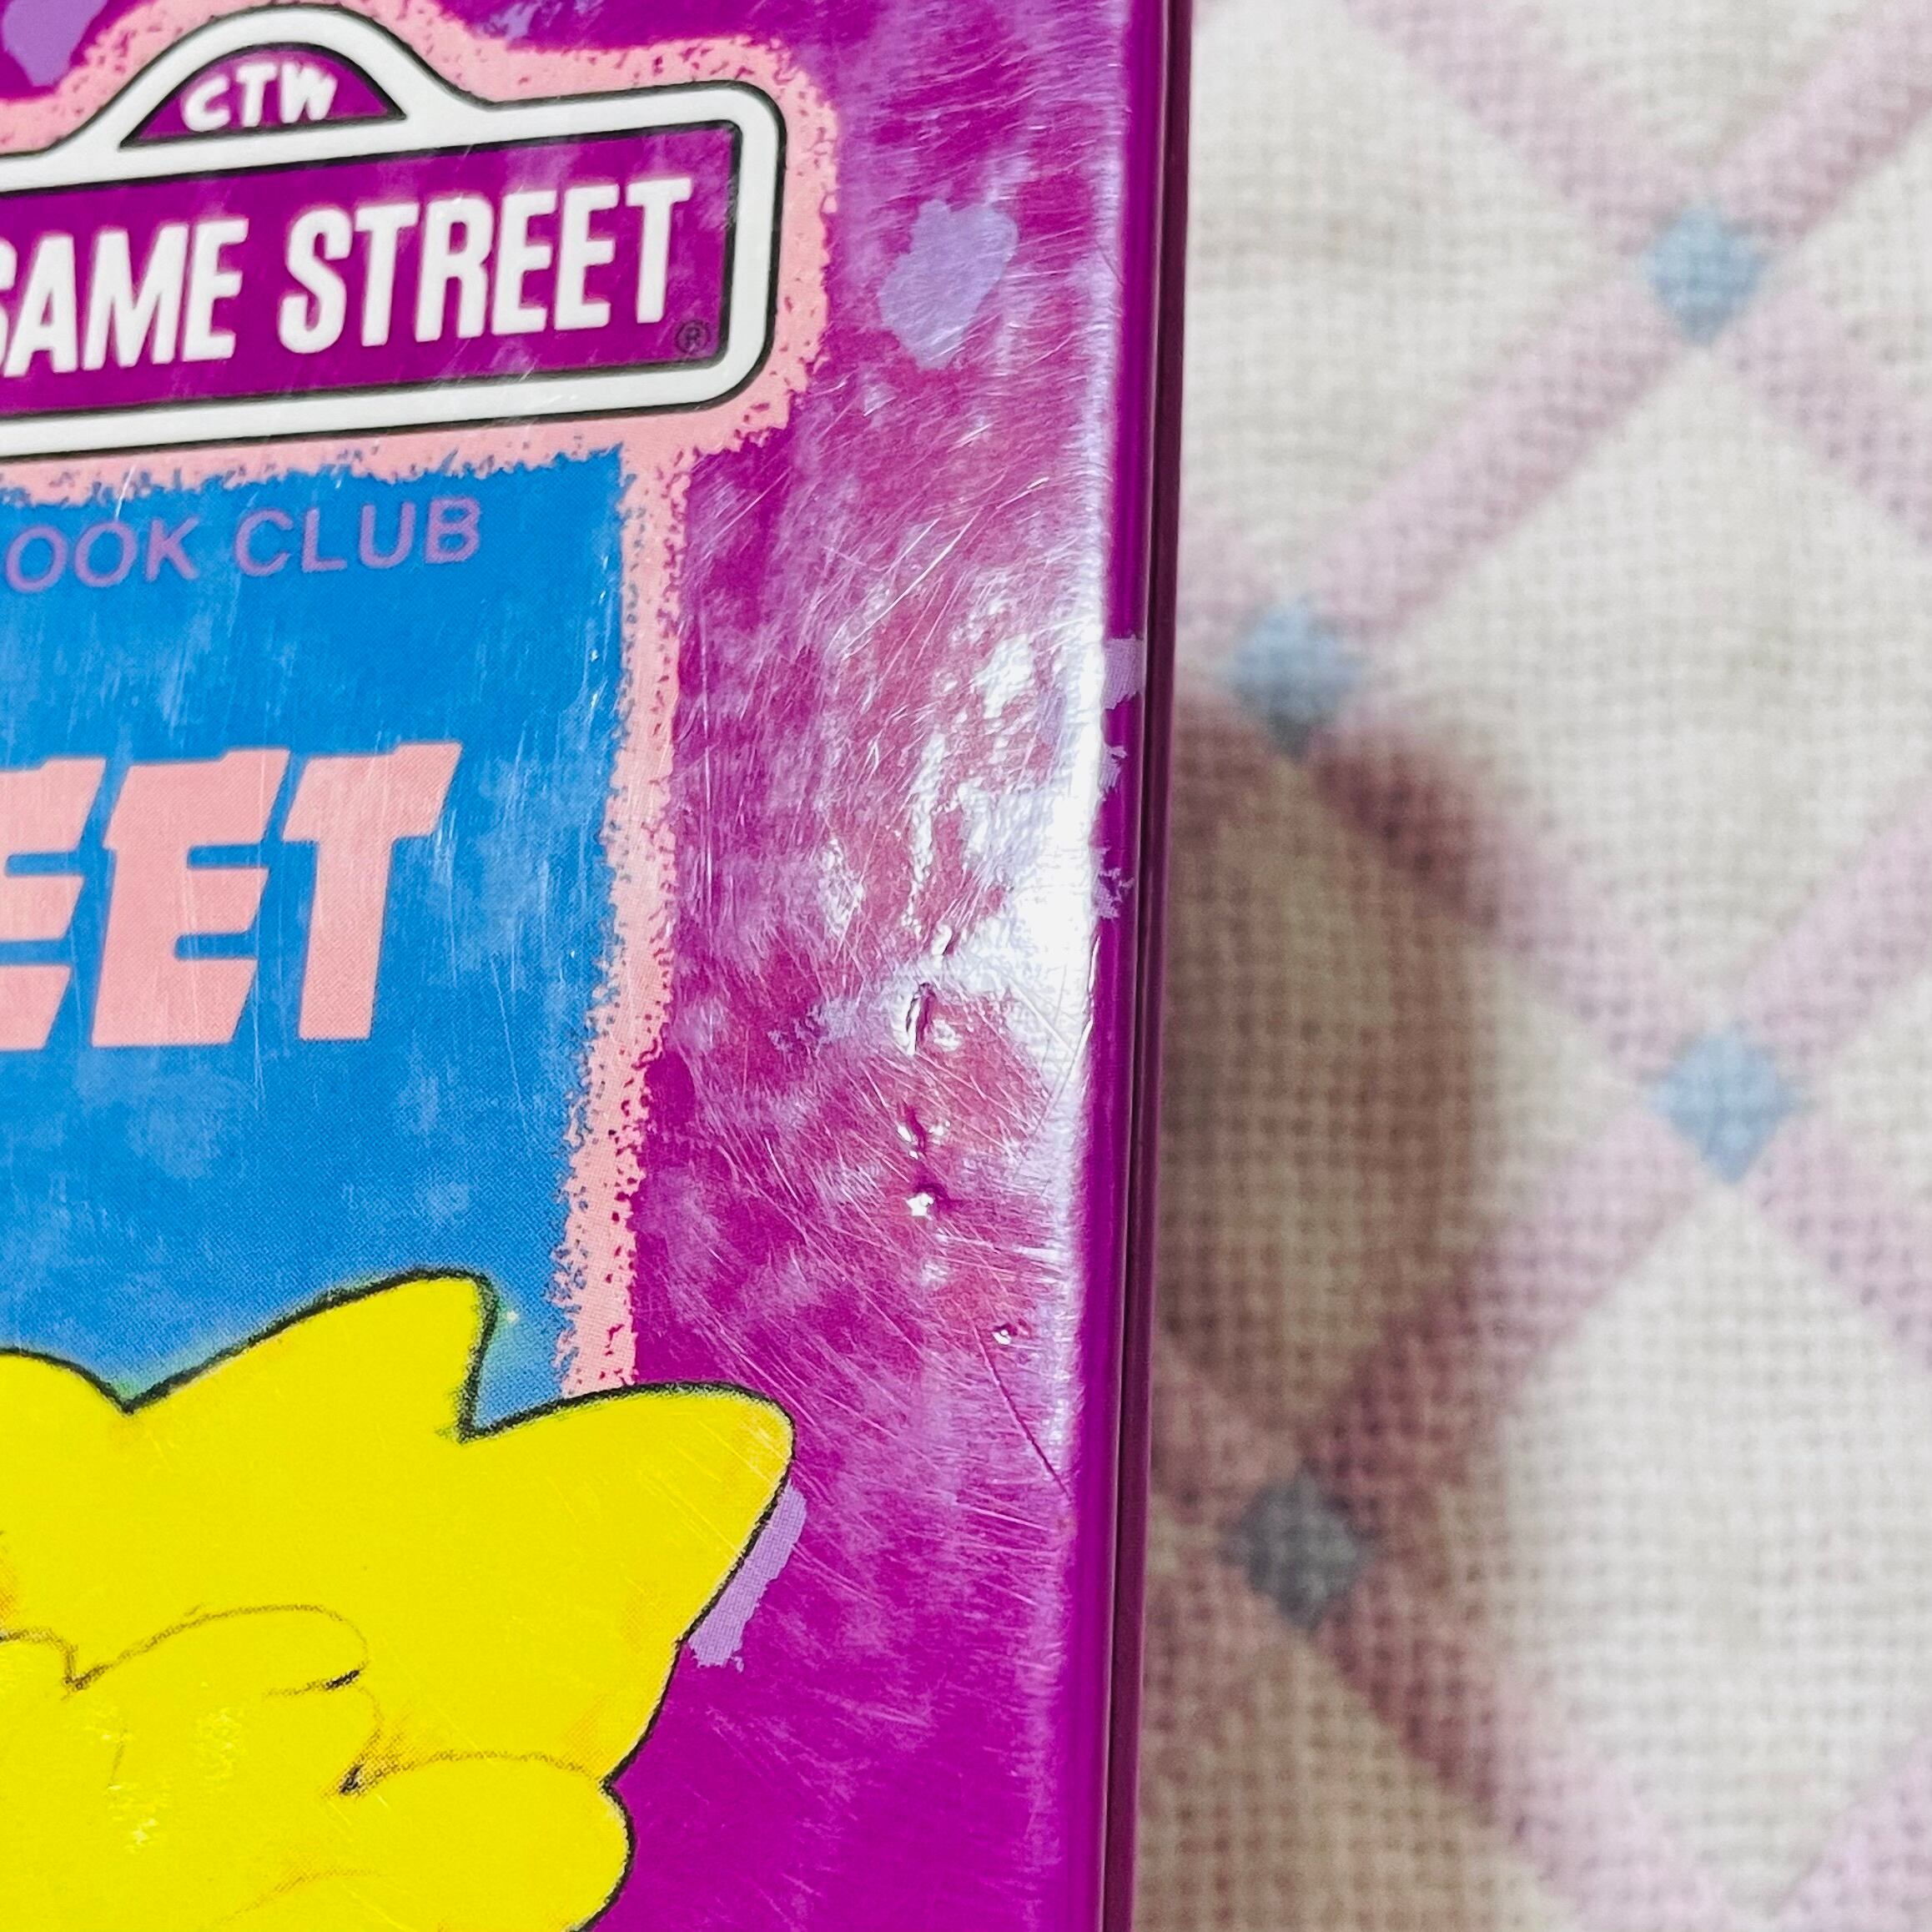 CTW
SAME STREET®
OOK CLUB
EET